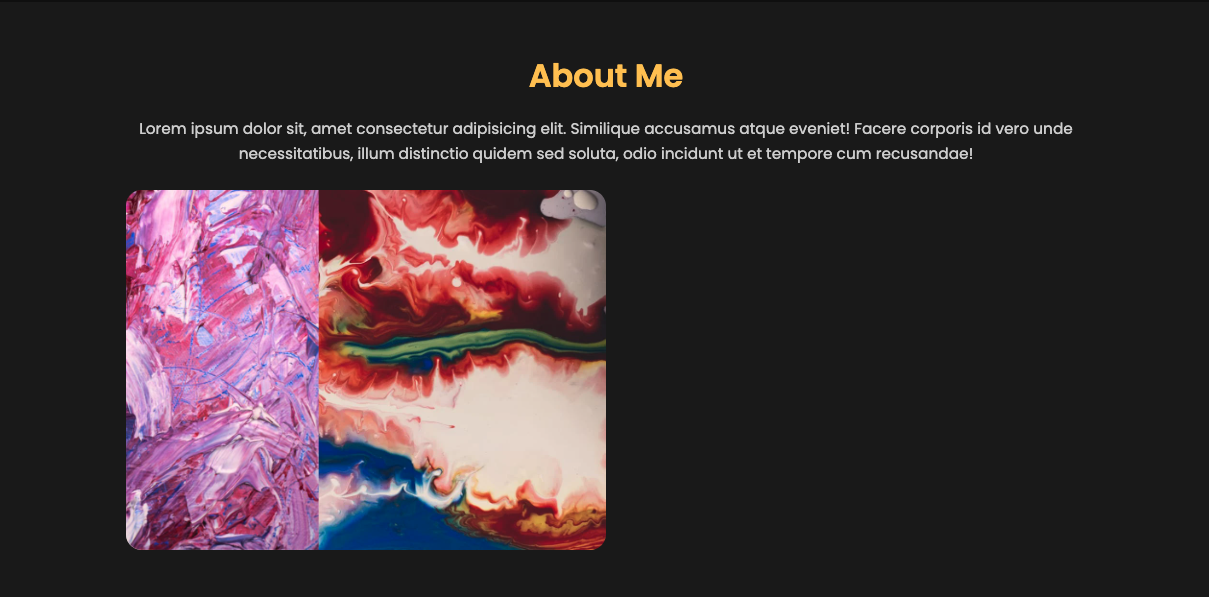 About Me
Lorem ipsum dolor sit, amet consectetur adipisicing elit. Similique accusamus atque eveniet! Facere corporis id vero unde
necessitatibus, illum distinctio quidem sed soluta, odio incidunt ut et tempore cum recusandae!